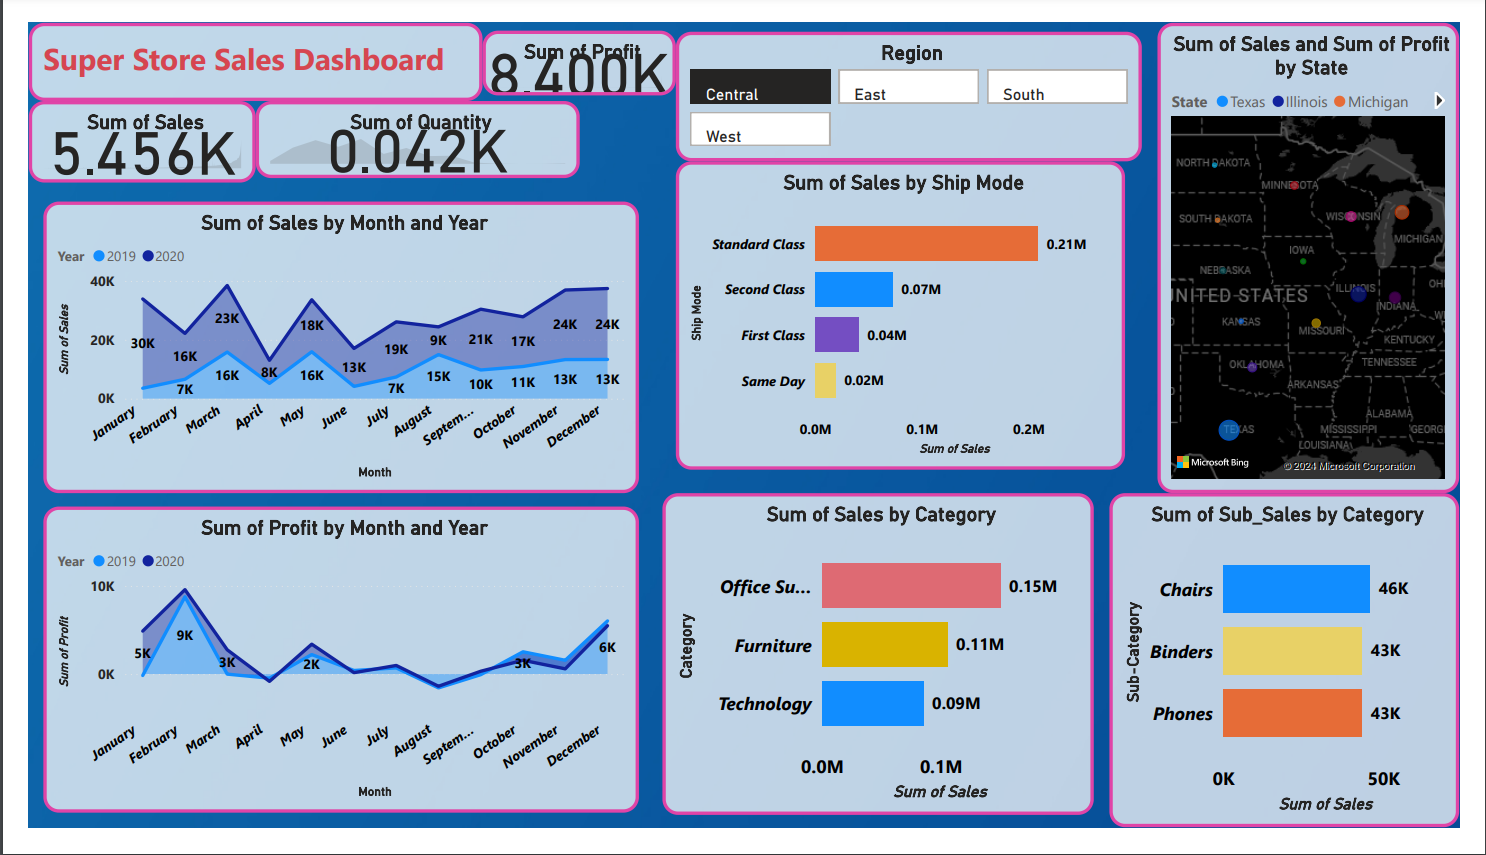 Super Store Sales Dashboard
Sum of Profit
8.400K
Sum of Sales
5.456K
Sum of Quantity
0.042K
Region
Central
East
South
West
Sum of Sales and Sum of Profit
by State
State Texas Illinois Michigan
NORTH DAKOTA
MINNESOTA
SOUTH DAKOTA
WISCONSIN
MICHIGAN
IOWA
NEBRASKA
ILLINOIS
INDIANA
UNITED STATES
KANSAS
MISSOURI
KENTUCKY
OKLAHOMA
TENNESSEE
ARKANSAS
ALABAMA
TEXAS
MISSISSIPPI
GEORG
LOUISIANA
Microsoft Bing
© 2024 Microsoft Corporation
Sum of Sales by Month and Year
Year 2019 2020
Sum of Sales
40K
20K
0K
30K
16K
23K
8K
18K
13K
19K
9K
21K
17K
24K
24K
7K
16K
16K
7K
15K
10K
11K
13K
13K
January
February
March
April
May
June
July
August
Septem...
October
November
December
Month
Sum of Sales by Ship Mode
Ship Mode
Standard Class 0.21M
Second Class 0.07M
First Class 0.04M
Same Day 0.02M
0.0M 0.1M 0.2M
Sum of Sales
Sum of Profit by Month and Year
Year 2019 2020
Sum of Profit
10K
0K
5K
9K
3K
2K
3K
6K
January
February
March
April
May
June
July
August
Septem...
October
November
December
Month
Sum of Sales by Category
Category
Office Su... 0.15M
Furniture 0.11M
Technology 0.09M
0.0M 0.1M
Sum of Sales
Sum of Sub_Sales by Category
Sub-Category
Chairs 46K
Binders 43K
Phones 43K
0K 50K
Sum of Sales